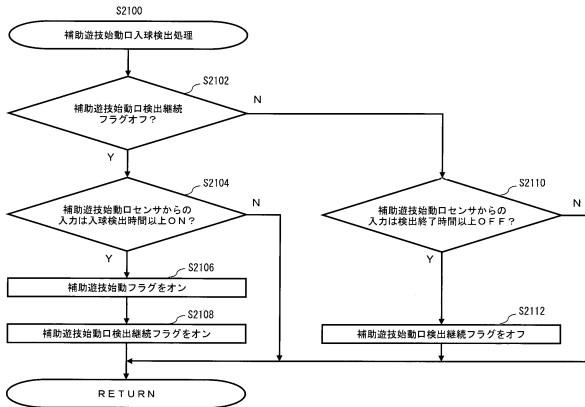 S2100
補助遊技始動口入球検出処理
S2102
補助遊技始動口検出継続
フラグオフ?
N
Y
S2104
補助遊技始動口センサからの
入力は入球検出時間以上ON?
N
Y
S2110
補助遊技始動口センサからの
入力は検出終了時間以上OFF?
N
Y
S2106
補助遊技始動フラグをオン
S2108
補助遊技始動口検出継続フラグをオン
S2112
補助遊技始動口検出継続フラグをオフ
RETURN